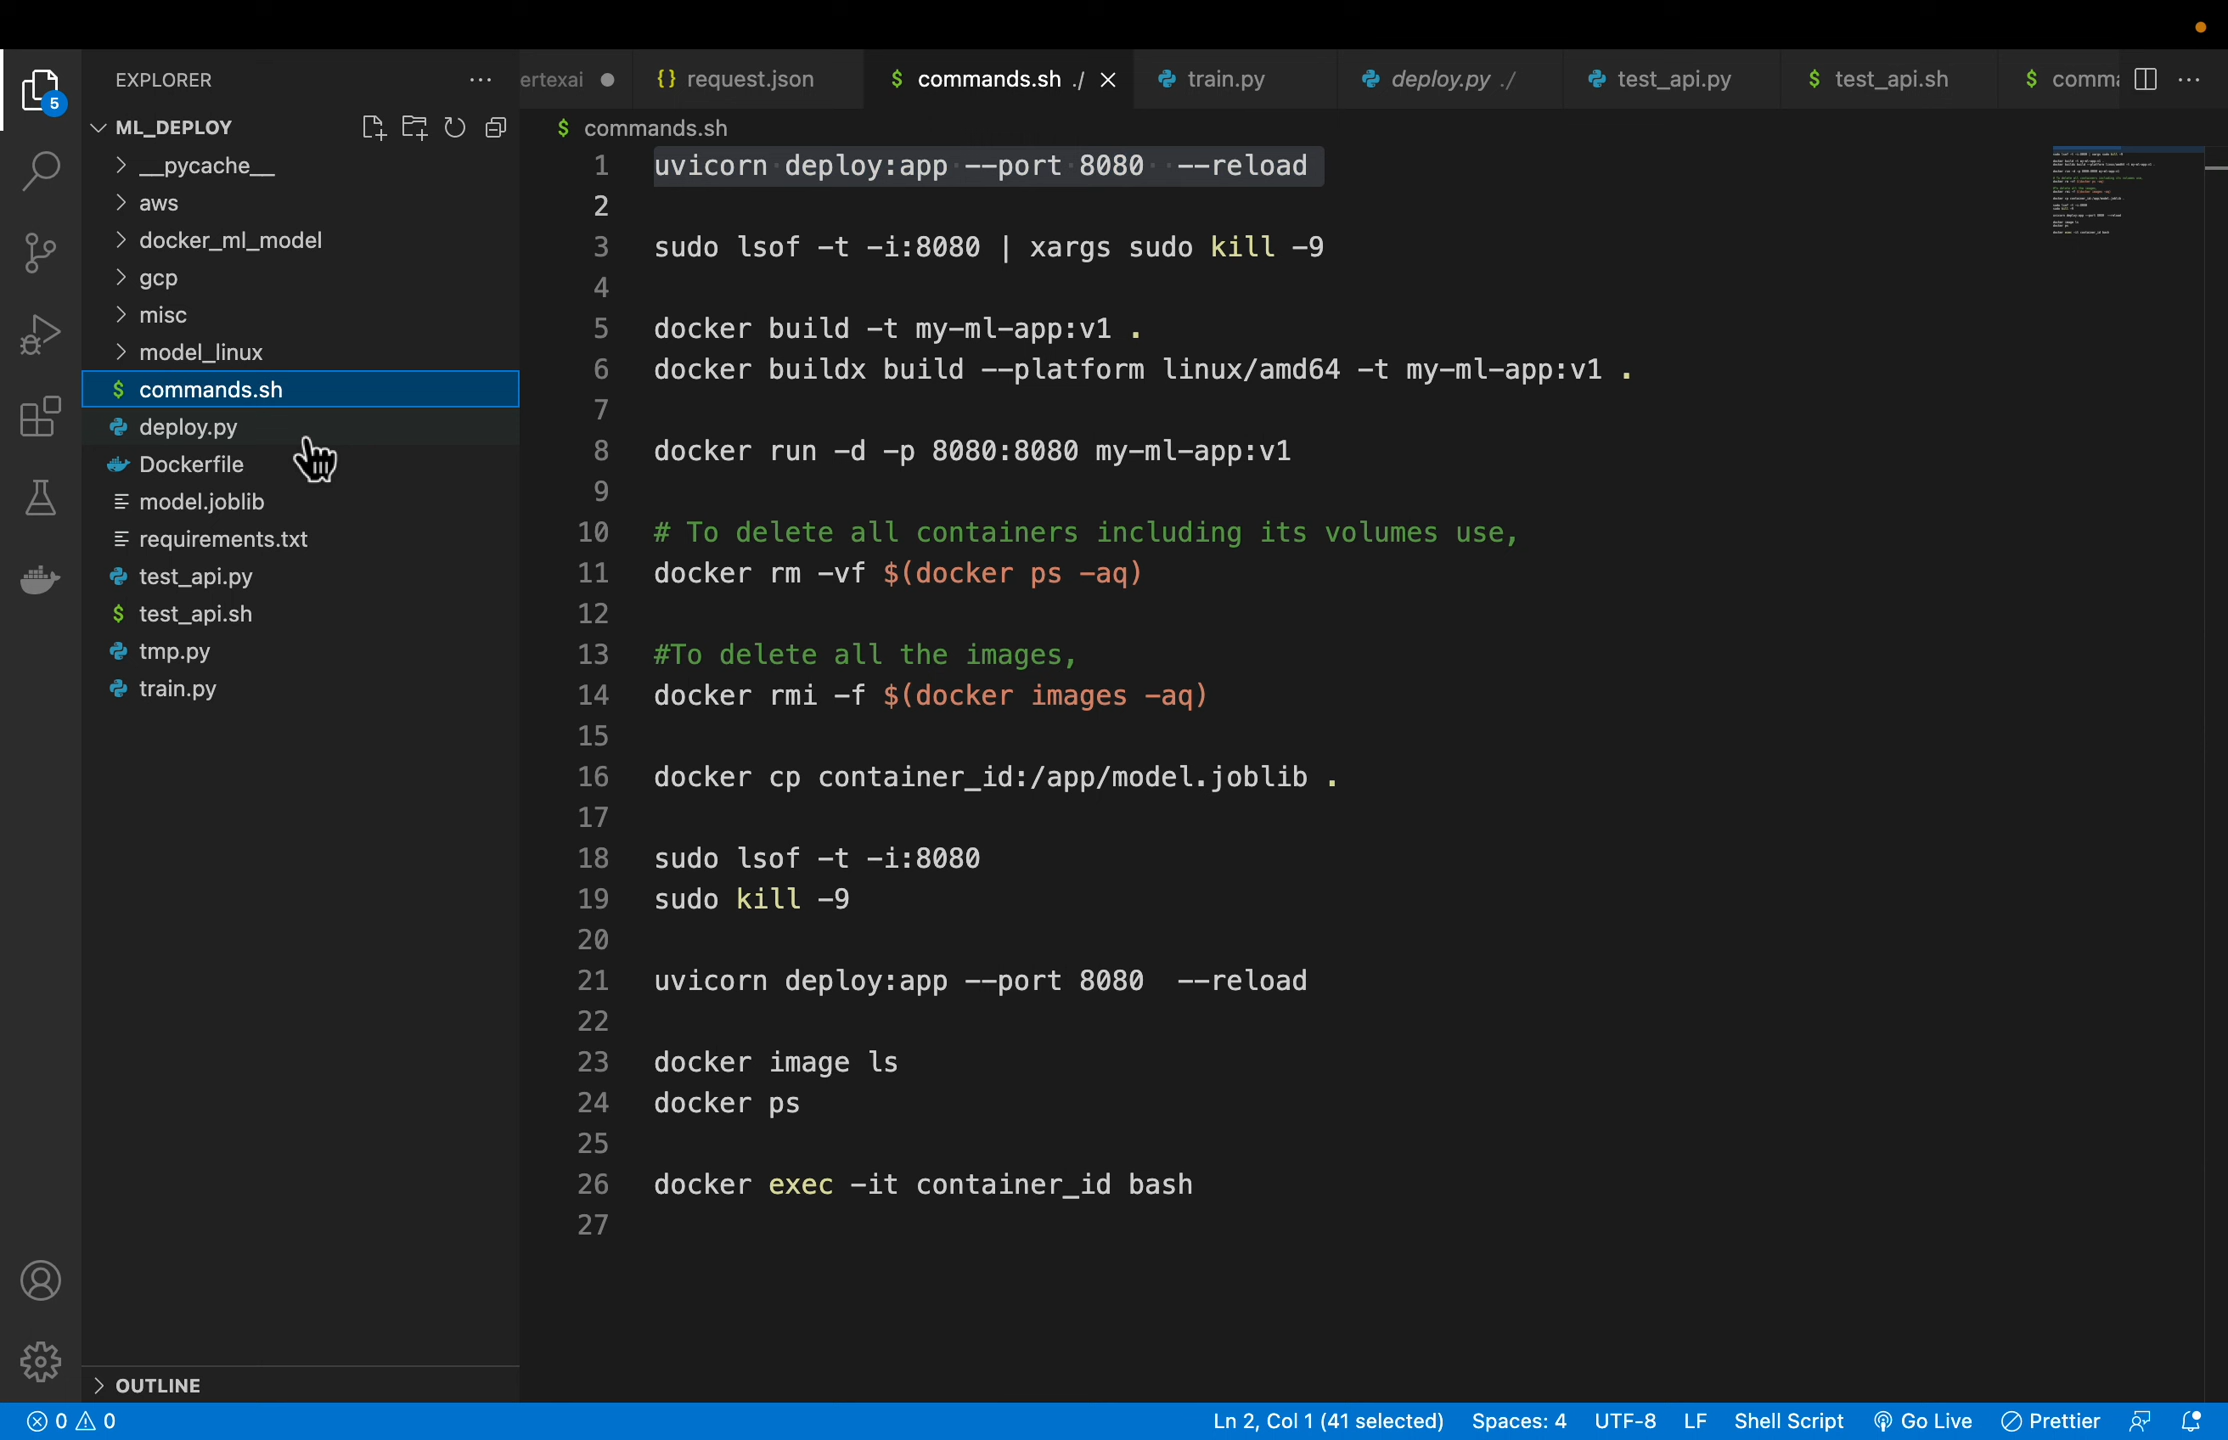 EXPLORER
ertexai
request.json
commands.sh ./
train.py
deploy.py ./
test_api.py
test_api.sh
5
ML_DEPLOY
commands.sh
__pycache__
aws
docker_ml_model
gcp
misc
model_linux
commands.sh
deploy.py
Dockerfile
model.joblib
requirements.txt
test_api.py
test_api.sh
tmp.py
train.py
OUTLINE
1 uvicorn deploy:app --port 8080  --reload
2
3 sudo lsof -t -i:8080 | xargs sudo kill -9
4
5 docker build -t my-ml-app:v1 .
6 docker buildx build --platform linux/amd64 -t my-ml-app:v1 .
7
8 docker run -d -p 8080:8080 my-ml-app:v1
9
10 # To delete all containers including its volumes use,
11 docker rm -vf $(docker ps -aq)
12
13 #To delete all the images,
14 docker rmi -f $(docker images -aq)
15
16 docker cp container_id:/app/model.joblib .
17
18 sudo lsof -t -i:8080
19 sudo kill -9
20
21 uvicorn deploy:app --port 8080  --reload
22
23 docker image ls
24 docker ps
25
26 docker exec -it container_id bash
27
0 0
Ln 2, Col 1 (41 selected)
Spaces: 4
UTF-8
LF
Shell Script
Go Live
Prettier